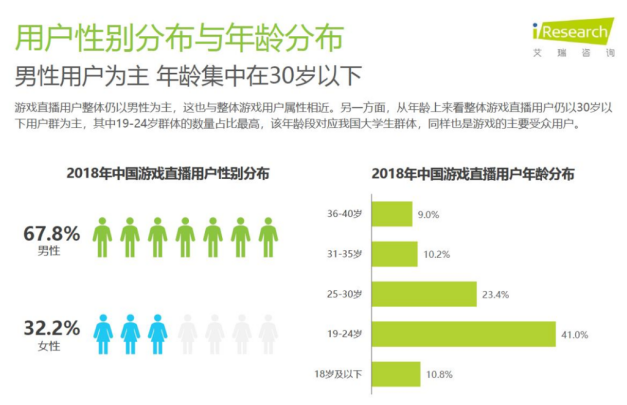 用户性别分布与年龄分布
iResearch
艾瑞咨询
男性用户为主 年龄集中在30岁以下
游戏直播用户整体仍以男性为主，这也与整体游戏用户属性相近。另一方面，从年龄上来看整体游戏直播用户仍以30岁以
下用户群为主，其中19-24岁群体的数量占比最高，该年龄段对应我国大学生群体，同样也是游戏的主要受众用户。
2018年中国游戏直播用户性别分布
67.8%
男性
32.2%
女性
2018年中国游戏直播用户年龄分布
36-40岁
9.0%
31-35岁
10.2%
25-30岁
23.4%
19-24岁
41.0%
18岁及以下
10.8%